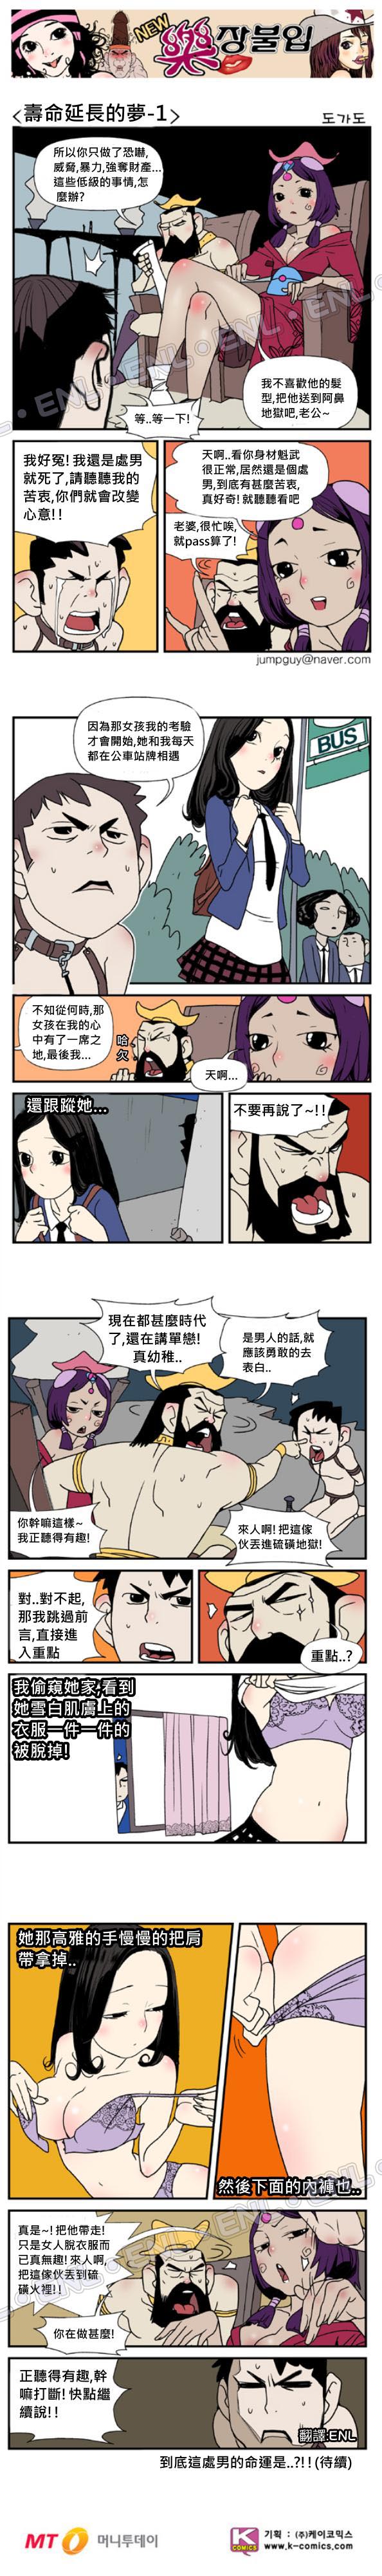 NEW 樂 장불입
<壽命延長的夢-1>
도가도
所以你只做了恐嚇,
威脅,暴力,強奪財產...
這些低級的事情,怎
麼辦?
我不喜歡他的髮
型,把他送到阿鼻
地獄吧,老公~
等..等一下!
我好冤! 我還是處男
就死了,請聽聽我的
苦衷,你們就會改變
心意!!
天啊..看你身材魁武
很正常,居然還是個處
男,到底有甚麼苦衷,
真好奇! 就聽聽看吧
老婆,很忙唉,
就pass算了!
jumpguy@naver.com
因為那女孩我的考驗
才會開始,她和我每天
都在公車站牌相遇
BUS
不知從何時,那
女孩在我的心
中有了一席之
地,最後我...
哈
欠
天啊...
還跟蹤她...
不要再說了~!!
現在都甚麼時代
了,還在講單戀!
真幼稚..
是男人的話,就
應該勇敢的去
表白..
你幹嘛這樣~
我正聽得有趣!
來人啊! 把這傢
伙丟進硫磺地獄!
對..對不起,
那我跳過前
言,直接進
入重點
重點..?
我偷窺她家,看到
她雪白肌膚上的
衣服一件一件的
被脫掉!
她那高雅的手慢慢的把肩
帶拿掉..
然後下面的內褲也..
真是~! 把他帶走!
只是女人脫衣服而
已真無趣! 來人啊,
把這傢伙丟到硫
磺火裡!!
你在做甚麼!
正聽得有趣,幹
嘛打斷! 快點繼
續說!!
翻譯:ENL
到底這處男的命運是..?!! (待續)
MT 머니투데이
K COMICS 기획 : (주)케이코믹스
www.k-comics.com